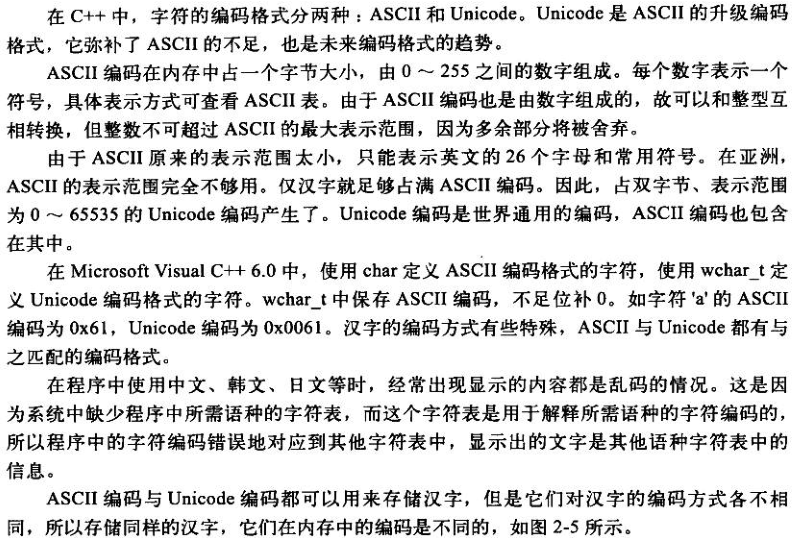 在 C++ 中，字符的编码格式分两种：ASCII 和 Unicode。Unicode 是 ASCII 的升级编码
格式，它弥补了 ASCII 的不足，也是未来编码格式的趋势。
ASCII 编码在内存中占一个字节大小，由 0 ～ 255 之间的数字组成。每个数字表示一个
符号，具体表示方式可查看 ASCII 表。由于 ASCII 编码也是由数字组成的，故可以和整型互
相转换，但整数不可超过 ASCII 的最大表示范围，因为多余部分将被舍弃。
由于 ASCII 原来的表示范围太小，只能表示英文的 26 个字母和常用符号。在亚洲，
ASCII 的表示范围完全不够用。仅汉字就足够占满 ASCII 编码。因此，占双字节、表示范围
为 0 ～ 65535 的 Unicode 编码产生了。Unicode 编码是世界通用的编码，ASCII 编码也包含
在其中。
在 Microsoft Visual C++ 6.0 中，使用 char 定义 ASCII 编码格式的字符，使用 wchar_t 定
义 Unicode 编码格式的字符。wchar_t 中保存 ASCII 编码，不足位补 0。如字符 'a' 的 ASCII
编码为 0x61，Unicode 编码为 0x0061。汉字的编码方式有些特殊，ASCII 与 Unicode 都有与
之匹配的编码格式。
在程序中使用中文、韩文、日文等时，经常出现显示的内容都是乱码的情况。这是因
为系统中缺少程序中所需语种的字符表，而这个字符表是用于解释所需语种的字符编码的，
所以程序中的字符编码错误地对应到其他字符表中，显示出的文字是其他语种字符表中的
信息。
ASCII 编码与 Unicode 编码都可以用来存储汉字，但是它们对汉字的编码方式各不相
同，所以存储同样的汉字，它们在内存中的编码是不同的，如图 2-5 所示。